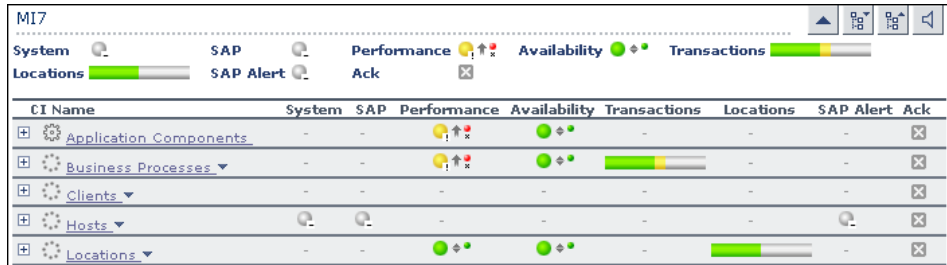 MI7
System SAP Performance Availability Transactions
Locations SAP Alert Ack
CI Name System SAP Performance Availability Transactions Locations SAP Alert Ack
Application Components - - - - -
Business Processes - - - -
Clients - - - - - - -
Hosts - - - -
Locations - - - -